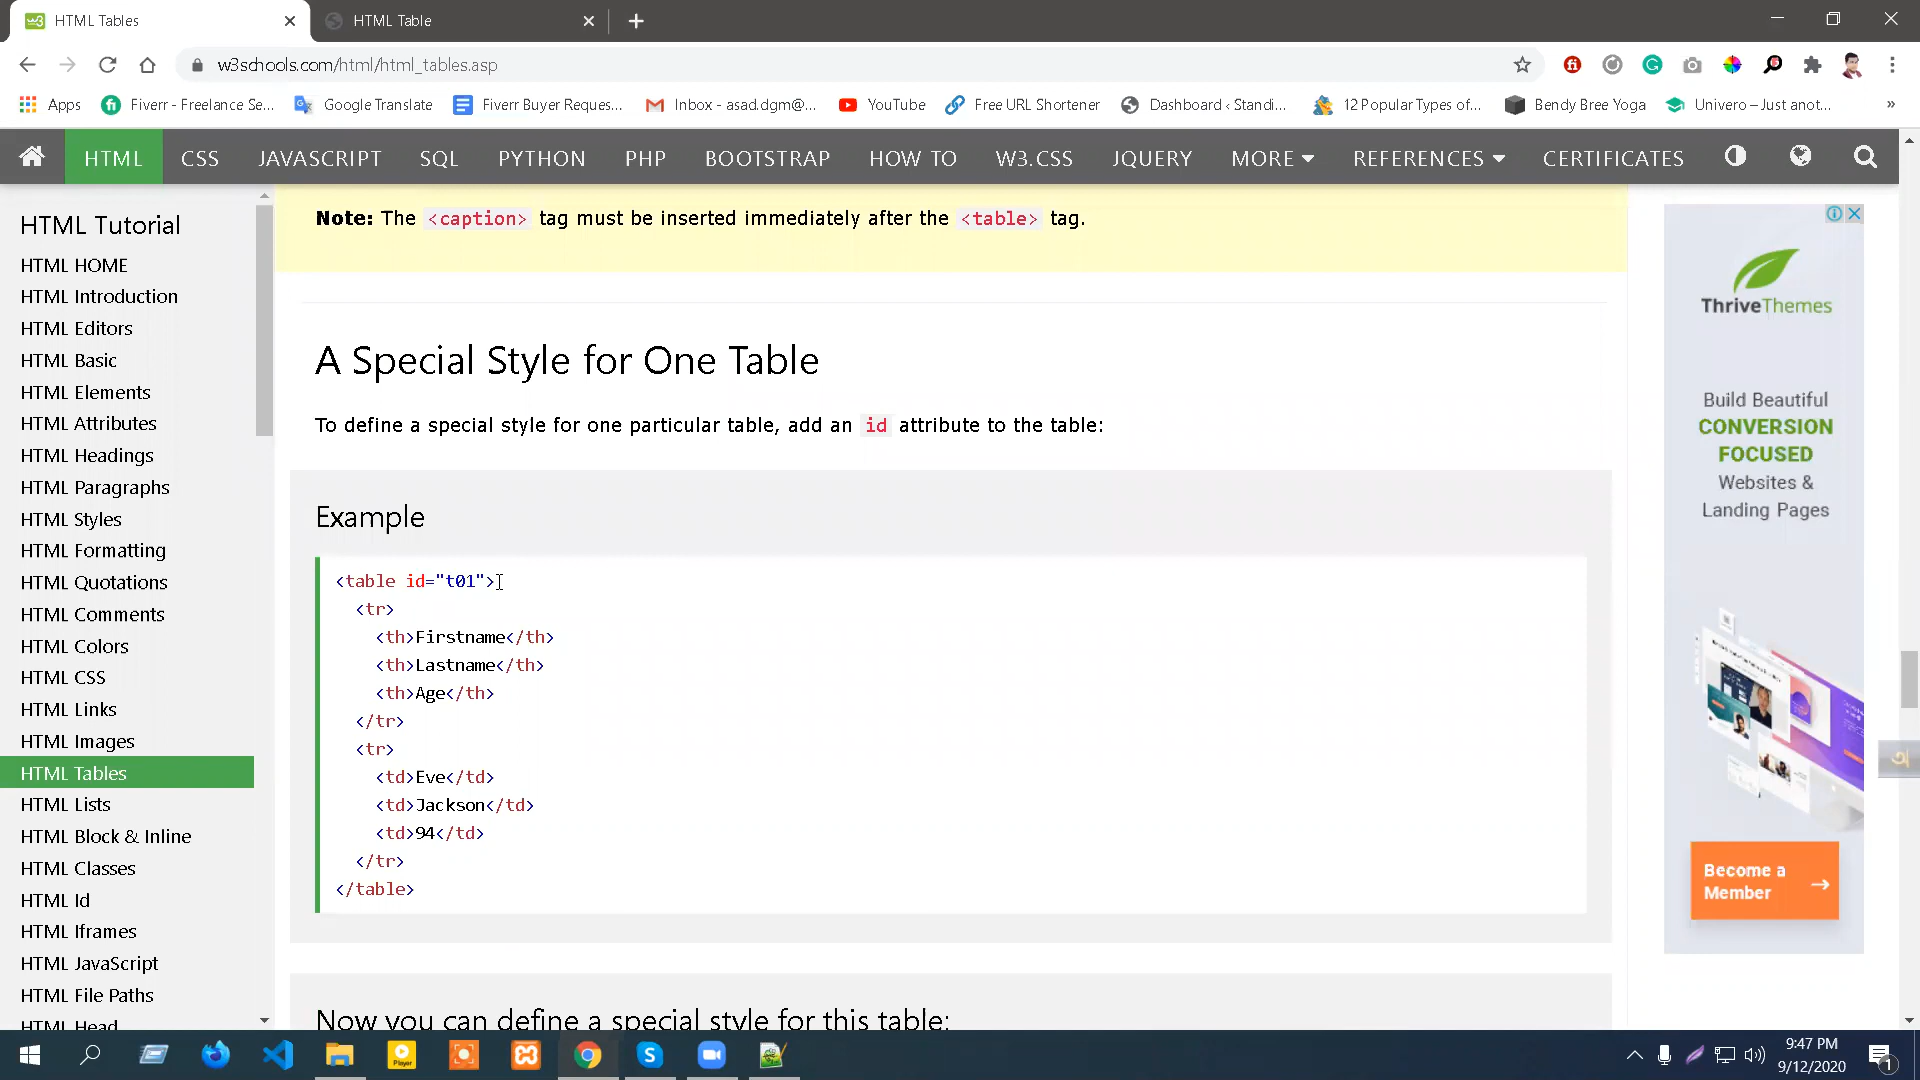 HTML Tables
HTML Table
w3schools.com/html/html_tables.asp
Apps
Fiverr - Freelance Se...
Google Translate
Fiverr Buyer Reques...
Inbox - asad.dgm@...
YouTube
Free URL Shortener
Dashboard ‹ Standi...
12 Popular Types of...
Bendy Bree Yoga
Univero – Just anot...
»
HTML
CSS
JAVASCRIPT
SQL
PYTHON
PHP
BOOTSTRAP
HOW TO
W3.CSS
JQUERY
MORE
REFERENCES
CERTIFICATES
HTML Tutorial
HTML HOME
HTML Introduction
HTML Editors
HTML Basic
HTML Elements
HTML Attributes
HTML Headings
HTML Paragraphs
HTML Styles
HTML Formatting
HTML Quotations
HTML Comments
HTML Colors
HTML CSS
HTML Links
HTML Images
HTML Tables
HTML Lists
HTML Block & Inline
HTML Classes
HTML Id
HTML Iframes
HTML JavaScript
HTML File Paths
HTML Head
Note: The <caption> tag must be inserted immediately after the <table> tag.
A Special Style for One Table
To define a special style for one particular table, add an id attribute to the table:
Example
<table id="t01">
<tr>
<th>Firstname</th>
<th>Lastname</th>
<th>Age</th>
</tr>
<tr>
<td>Eve</td>
<td>Jackson</td>
<td>94</td>
</tr>
</table>
Now you can define a special style for this table:
ThriveThemes
Build Beautiful
CONVERSION
FOCUSED
Websites &
Landing Pages
Become a
Member
অ
Player
9:47 PM
9/12/2020
1